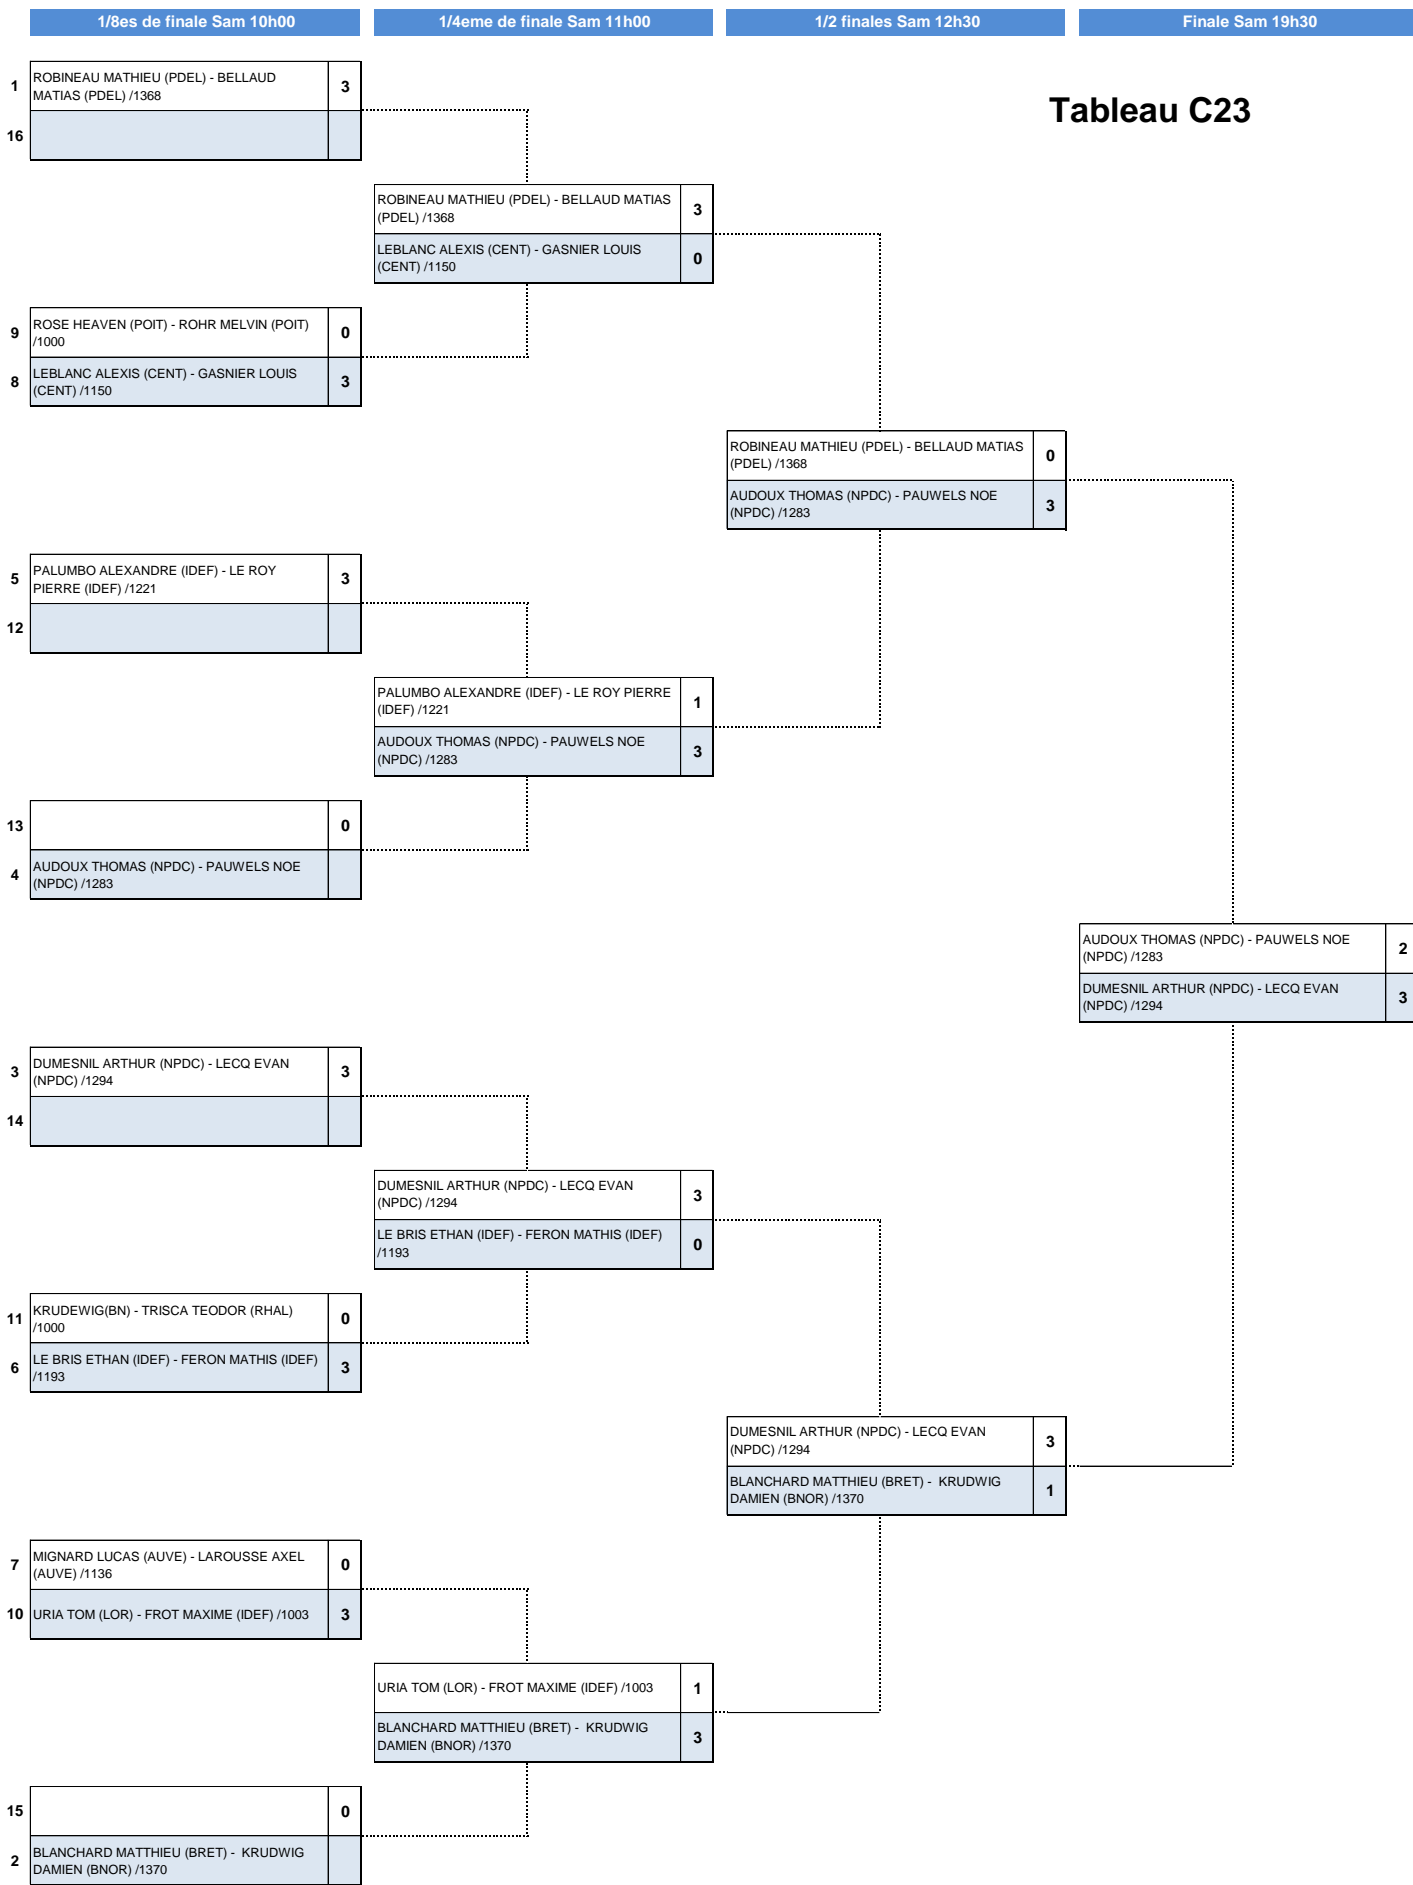 1/8es de finale Sam 10h00
1/4eme de finale Sam 11h00
1/2 finales Sam 12h30
Finale Sam 19h30
Tableau C23
1
ROBINEAU MATHIEU (PDEL) - BELLAUD
MATIAS (PDEL) /1368
3
16
ROBINEAU MATHIEU (PDEL) - BELLAUD MATIAS
(PDEL) /1368
3
LEBLANC ALEXIS (CENT) - GASNIER LOUIS
(CENT) /1150
0
9
ROSE HEAVEN (POIT) - ROHR MELVIN (POIT)
/1000
0
8
LEBLANC ALEXIS (CENT) - GASNIER LOUIS
(CENT) /1150
3
ROBINEAU MATHIEU (PDEL) - BELLAUD MATIAS
(PDEL) /1368
0
AUDOUX THOMAS (NPDC) - PAUWELS NOE
(NPDC) /1283
3
5
PALUMBO ALEXANDRE (IDEF) - LE ROY
PIERRE (IDEF) /1221
3
12
PALUMBO ALEXANDRE (IDEF) - LE ROY PIERRE
(IDEF) /1221
1
AUDOUX THOMAS (NPDC) - PAUWELS NOE
(NPDC) /1283
3
13
0
4
AUDOUX THOMAS (NPDC) - PAUWELS NOE
(NPDC) /1283
AUDOUX THOMAS (NPDC) - PAUWELS NOE
(NPDC) /1283
2
DUMESNIL ARTHUR (NPDC) - LECQ EVAN
(NPDC) /1294
3
3
DUMESNIL ARTHUR (NPDC) - LECQ EVAN
(NPDC) /1294
3
14
DUMESNIL ARTHUR (NPDC) - LECQ EVAN
(NPDC) /1294
3
LE BRIS ETHAN (IDEF) - FERON MATHIS (IDEF)
/1193
0
11
KRUDEWIG(BN) - TRISCA TEODOR (RHAL)
/1000
0
6
LE BRIS ETHAN (IDEF) - FERON MATHIS (IDEF)
/1193
3
DUMESNIL ARTHUR (NPDC) - LECQ EVAN
(NPDC) /1294
3
BLANCHARD MATTHIEU (BRET) - KRUDWIG
DAMIEN (BNOR) /1370
1
7
MIGNARD LUCAS (AUVE) - LAROUSSE AXEL
(AUVE) /1136
0
10
URIA TOM (LOR) - FROT MAXIME (IDEF) /1003
3
URIA TOM (LOR) - FROT MAXIME (IDEF) /1003
1
BLANCHARD MATTHIEU (BRET) - KRUDWIG
DAMIEN (BNOR) /1370
3
15
0
2
BLANCHARD MATTHIEU (BRET) - KRUDWIG
DAMIEN (BNOR) /1370